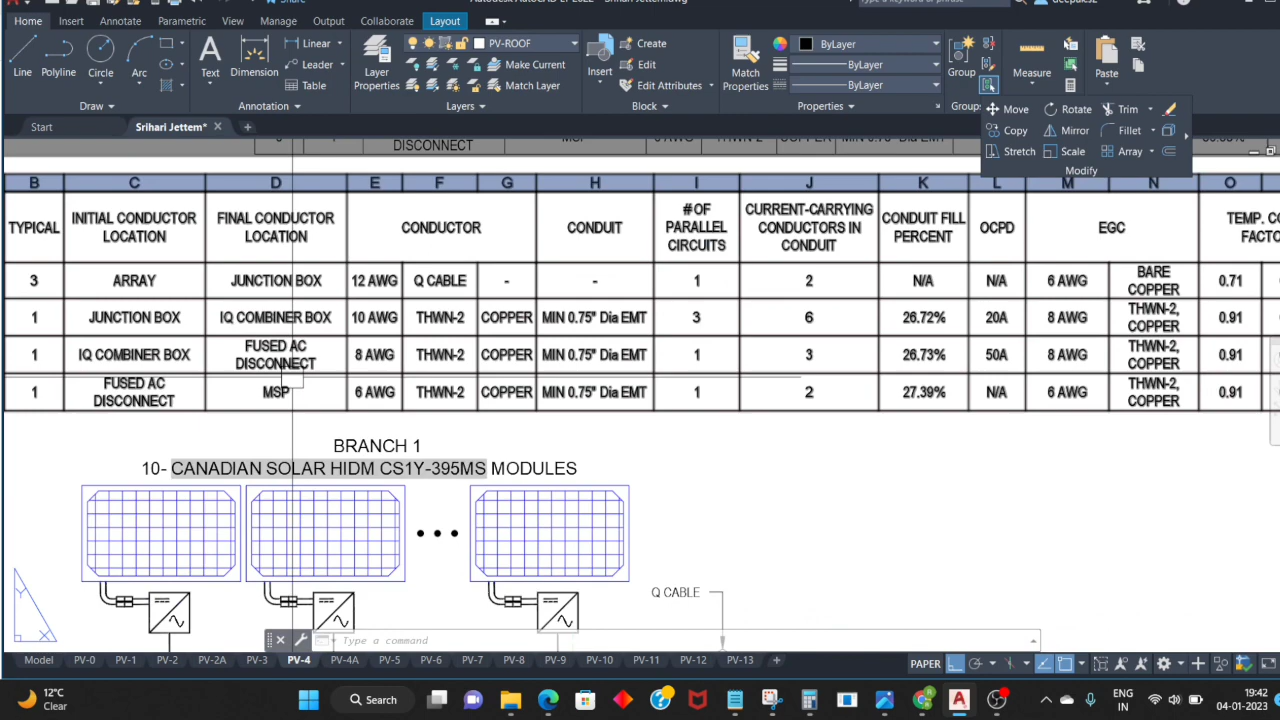 Share
Autodesk AutoCAD LT 2022
Srihari Jettem.dwg
Type a keyword or phrase
deepakesz
Home Insert Annotate Parametric View Manage Output Collaborate Layout
Line Polyline Circle Arc
Text Dimension
Linear
Leader
Table
Layer
Properties
PV-ROOF
Make Current
Match Layer
Insert
Create
Edit
Edit Attributes
Match
Properties
ByLayer
ByLayer
ByLayer
Group
Measure
Paste
Draw Annotation Layers Block Properties Groups
Move Rotate Trim
Copy Mirror Fillet
Stretch Scale Array
Modify
Start Srihari Jettem*
DISCONNECT
B C D E F G H I J K L M N O
TYPICAL
INITIAL CONDUCTOR
LOCATION
FINAL CONDUCTOR
LOCATION
CONDUCTOR
CONDUIT
# OF
PARALLEL
CIRCUITS
CURRENT-CARRYING
CONDUCTORS IN
CONDUIT
CONDUIT FILL
PERCENT
OCPD
EGC
TEMP. CO
FACTO
3 ARRAY JUNCTION BOX 12 AWG Q CABLE - - 1 2 N/A N/A 6 AWG BARE COPPER 0.71
1 JUNCTION BOX IQ COMBINER BOX 10 AWG THWN-2 COPPER MIN 0.75" Dia EMT 3 6 26.72% 20A 8 AWG THWN-2, COPPER 0.91
1 IQ COMBINER BOX FUSED AC DISCONNECT 8 AWG THWN-2 COPPER MIN 0.75" Dia EMT 1 3 26.73% 50A 8 AWG THWN-2, COPPER 0.91
1 FUSED AC DISCONNECT MSP 6 AWG THWN-2 COPPER MIN 0.75" Dia EMT 1 2 27.39% N/A 6 AWG THWN-2, COPPER 0.91
BRANCH 1
10- CANADIAN SOLAR HIDM CS1Y-395MS MODULES
Q CABLE
Y
X
Type a command
Model PV-0 PV-1 PV-2 PV-2A PV-3 PV-4 PV-4A PV-5 PV-6 PV-7 PV-8 PV-9 PV-10 PV-11 PV-12 PV-13 PAPER
12°C
Clear
Search
ENG
IN
19:42
04-01-2023